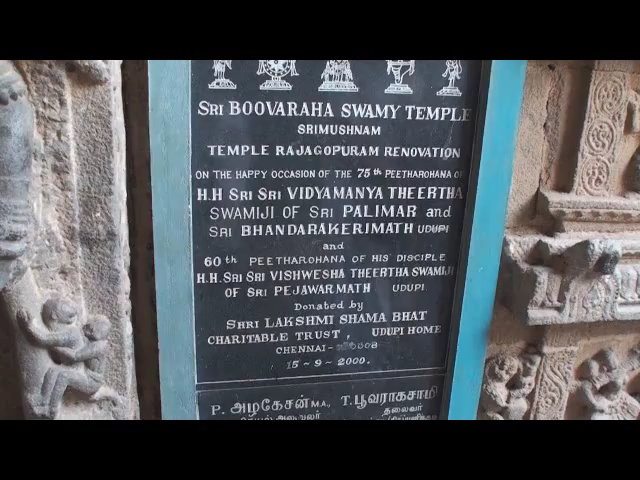 SRI BOOVARAHA SWAMY TEMPLE
SRIMUSHNAM
TEMPLE RAJAGOPURAM RENOVATION
ON THE HAPPY OCCASION OF THE 75th PEETHAROHANA OF
H.H SRI SRI VIDYAMANYA THEERTHA
SWAMIJI OF SRI PALIMAR and
SRI BHANDARAKERIMATH UDUPI
and
60th PEETHAROHANA OF HIS DISCIPLE
H.H. SRI SRI VISHWESHA THEERTHA SWAMIJI
OF SRI PEJAWARMATH UDUPI
Donated by
SHRI LAKSHMI SHAMA BHAT
CHARITABLE TRUST, UDUPI HOME
CHENNAI-
15-9-2000.
P. அழகேசன் M.A., T. பூவராகசாமி
தலைவர்